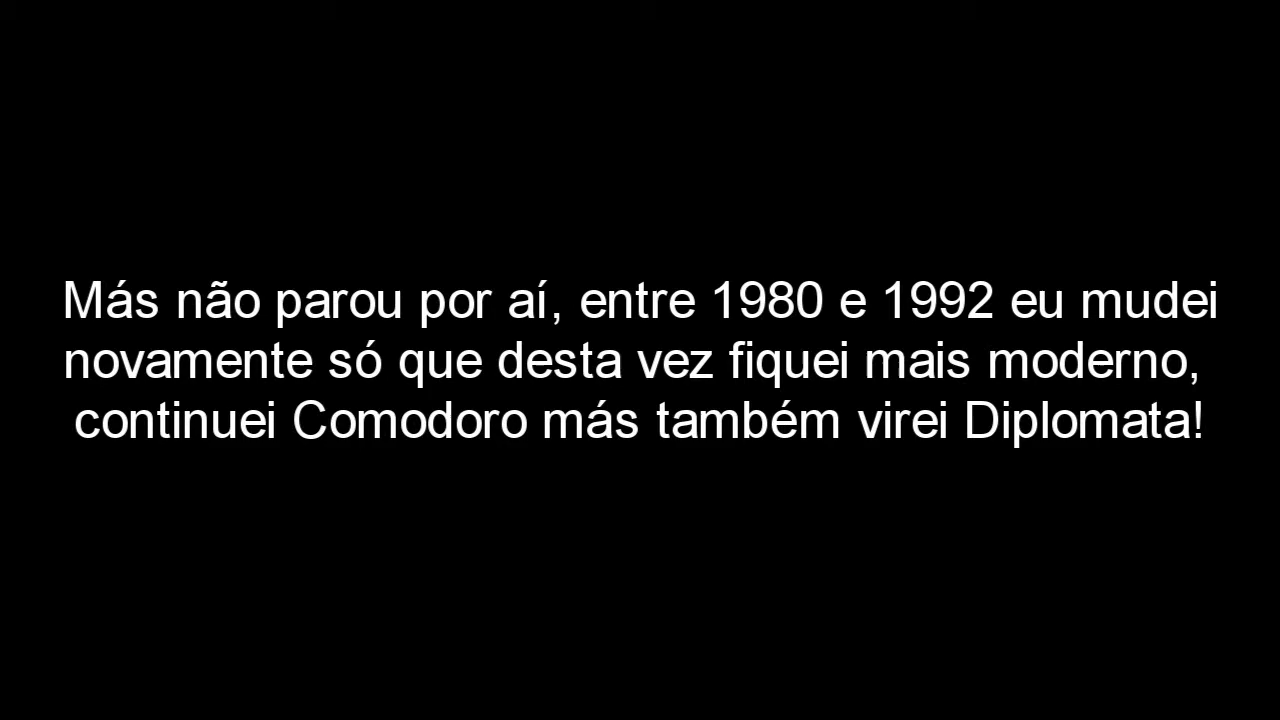 Más não parou por aí, entre 1980 e 1992 eu mudei
novamente só que desta vez fiquei mais moderno,
continuei Comodoro más também virei Diplomata!